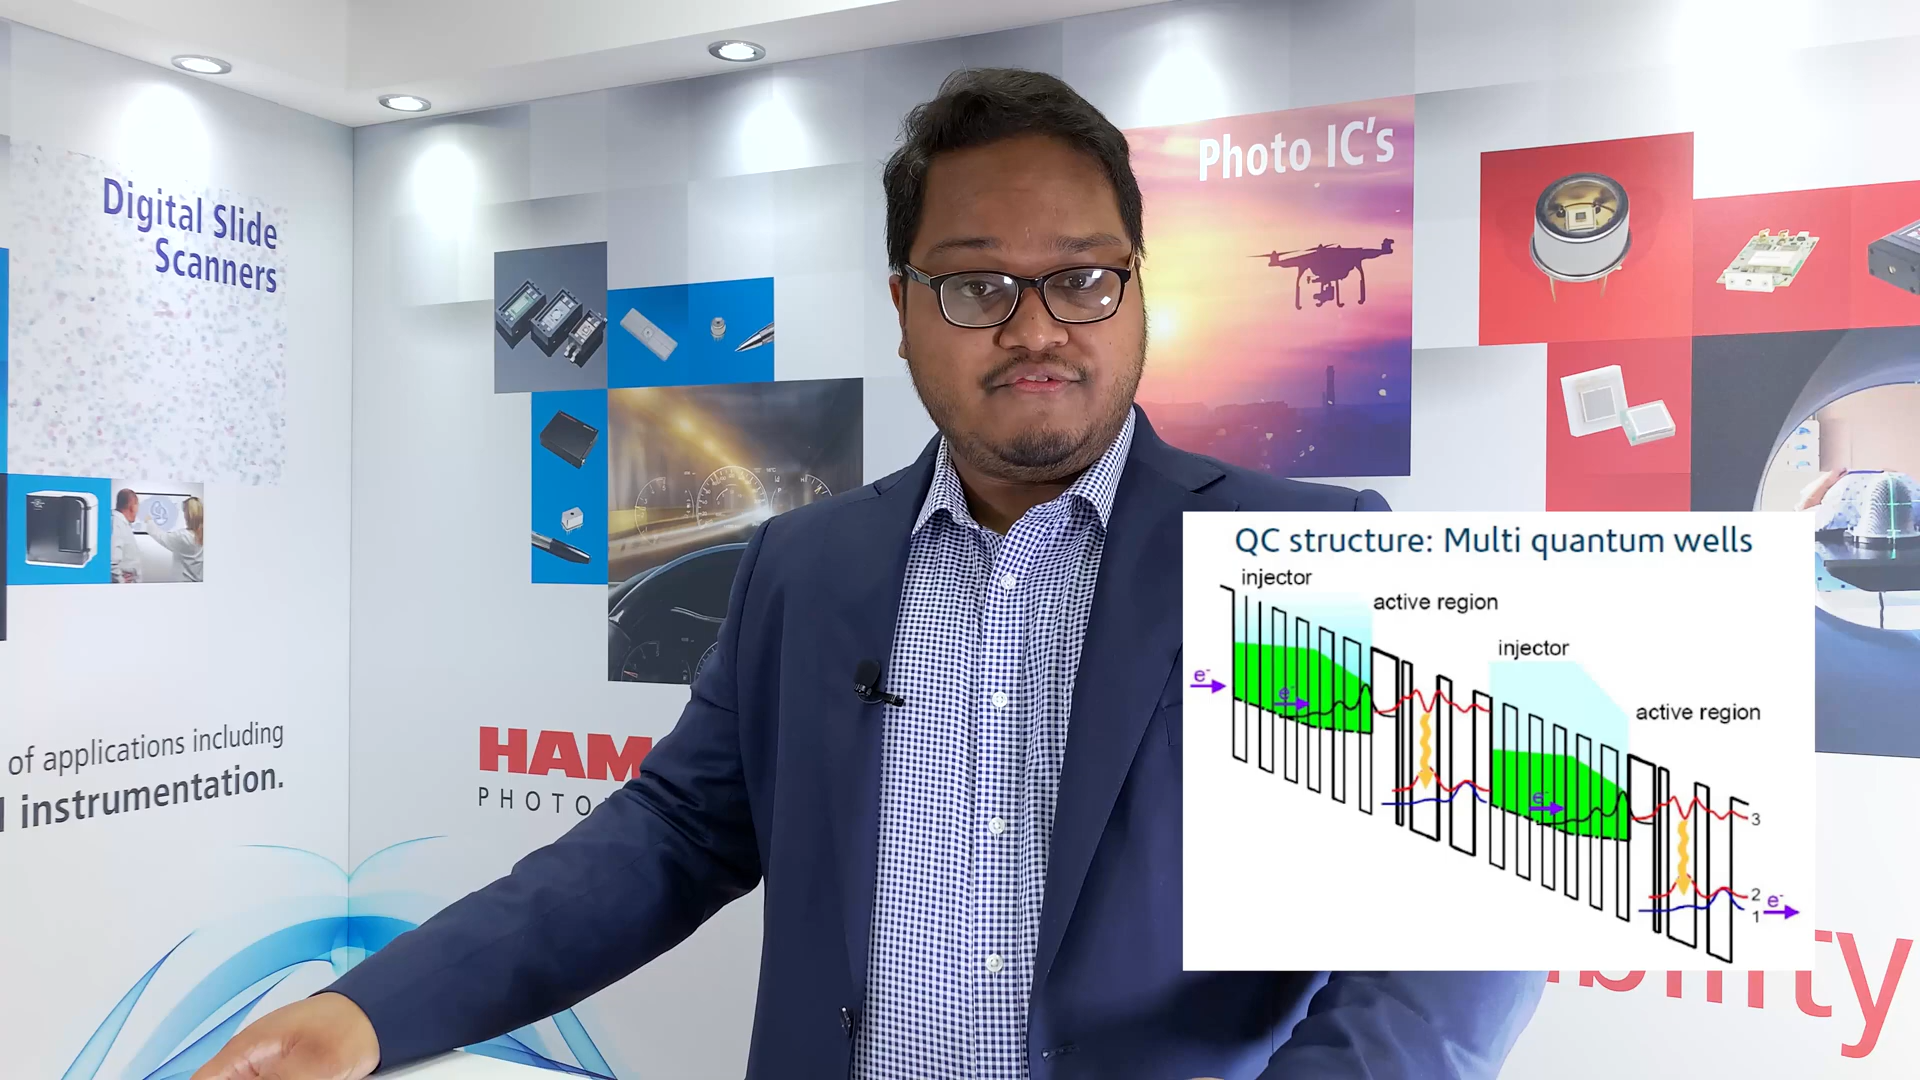 Digital Slide
Scanners
of applications including
instrumentation.
HAM
PHOTO
Photo IC's
QC structure: Multi quantum wells
injector
active region
injector
active region
e-
e-
e-
3
2
1
e-